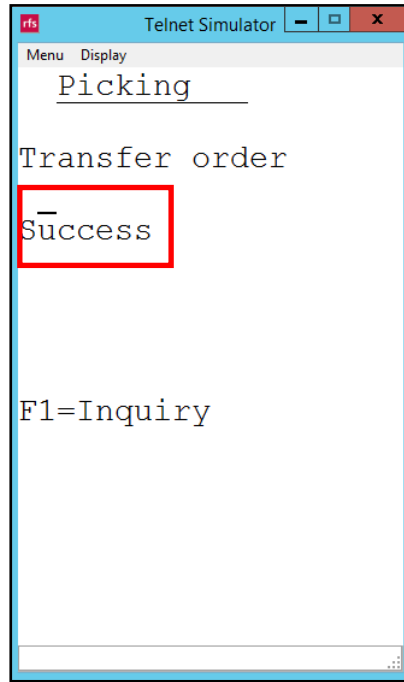 rfs Telnet Simulator
Menu Display
Picking
Transfer order
Success
F1=Inquiry